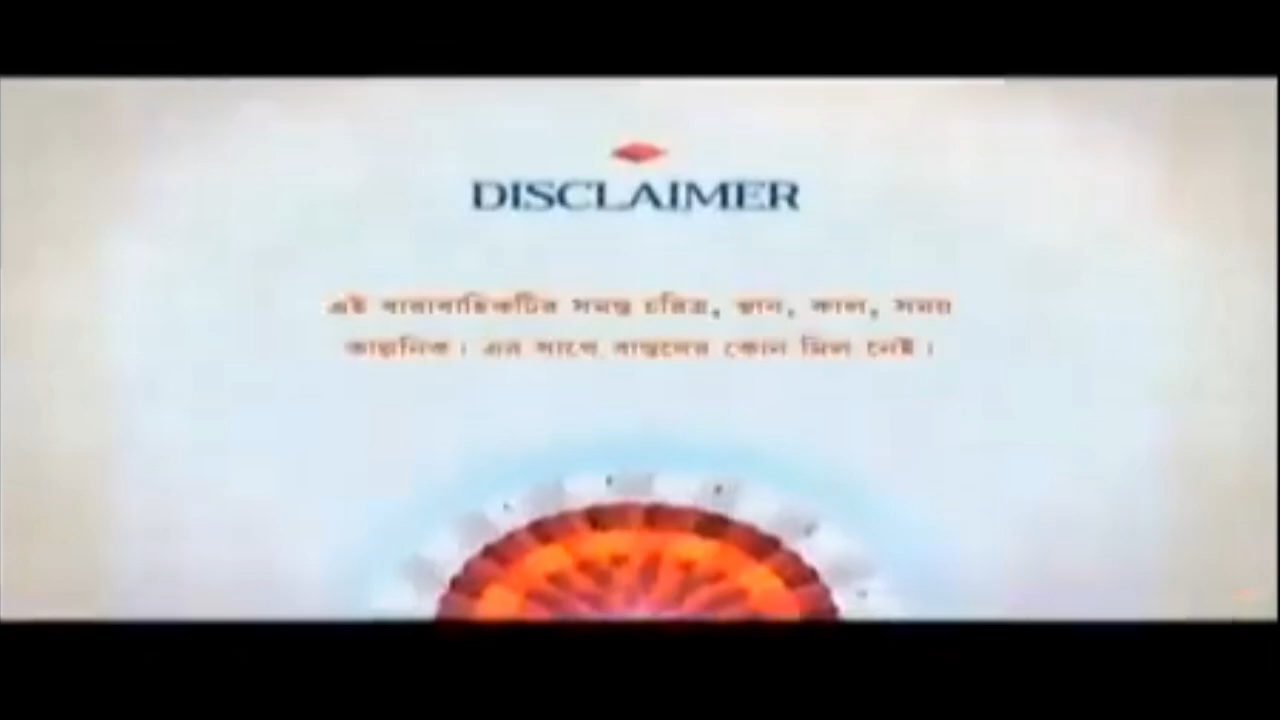 DISCLAIMER
এই ধারাবাহিকটির সমস্ত চরিত্র, স্থান, কাল, সময়
কাল্পনিক। এর সাথে বাস্তবের কোন মিল নেই।